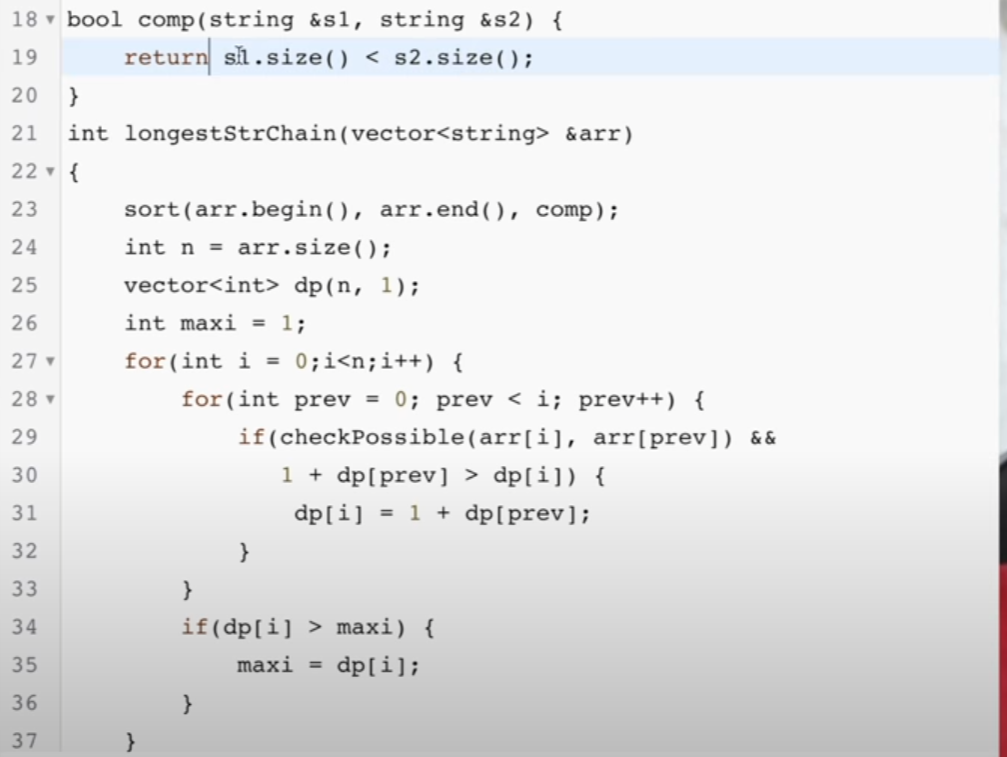 18 bool comp(string &s1, string &s2) {
19     return s1.size() < s2.size();
20 }
21 int longestStrChain(vector<string> &arr)
22 {
23     sort(arr.begin(), arr.end(), comp);
24     int n = arr.size();
25     vector<int> dp(n, 1);
26     int maxi = 1;
27     for(int i = 0;i<n;i++) {
28         for(int prev = 0; prev < i; prev++) {
29             if(checkPossible(arr[i], arr[prev]) &&
30                1 + dp[prev] > dp[i]) {
31                 dp[i] = 1 + dp[prev];
32             }
33         }
34         if(dp[i] > maxi) {
35             maxi = dp[i];
36         }
37     }